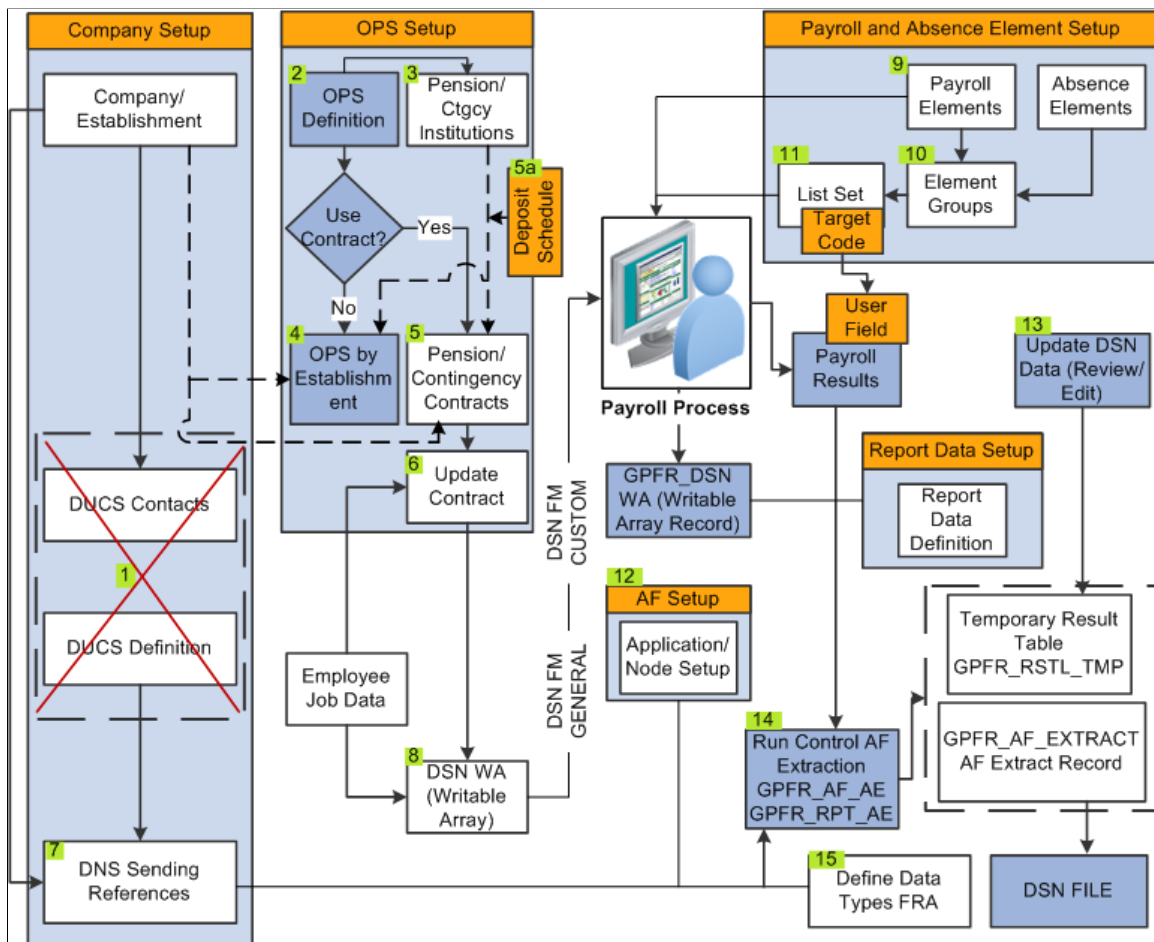 Company Setup
Company/
Establishment
DUCS Contacts
1
DUCS Definition
7
DNS Sending
References
OPS Setup
2
OPS
Definition
3
Pension/
Ctgcy
Institutions
5a
Deposit
Schedule
Use
Contract?
Yes
No
4
OPS by
Establishm
ent
5
Pension/
Contingency
Contracts
6
Update
Contract
Employee
Job Data
8
DSN WA
(Writable
Array)
DSN FM
CUSTOM
DSN FM
GENERAL
Payroll Process
GPFR_DSN
WA (Writable
Array Record)
12
AF Setup
Application/
Node Setup
Payroll and Absence Element Setup
9
Payroll
Elements
Absence
Elements
11
List Set
Target
Code
10
Element
Groups
User
Field
Payroll
Results
13
Update DSN
Data (Review/
Edit)
Report Data Setup
Report
Data
Definition
Temporary Result
Table
GPFR_RSTL_TMP
GPFR_AF_EXTRACT
AF Extract Record
14
Run Control AF
Extraction
GPFR_AF_AE
GPFR_RPT_AE
15
Define Data
Types FRA
DSN FILE